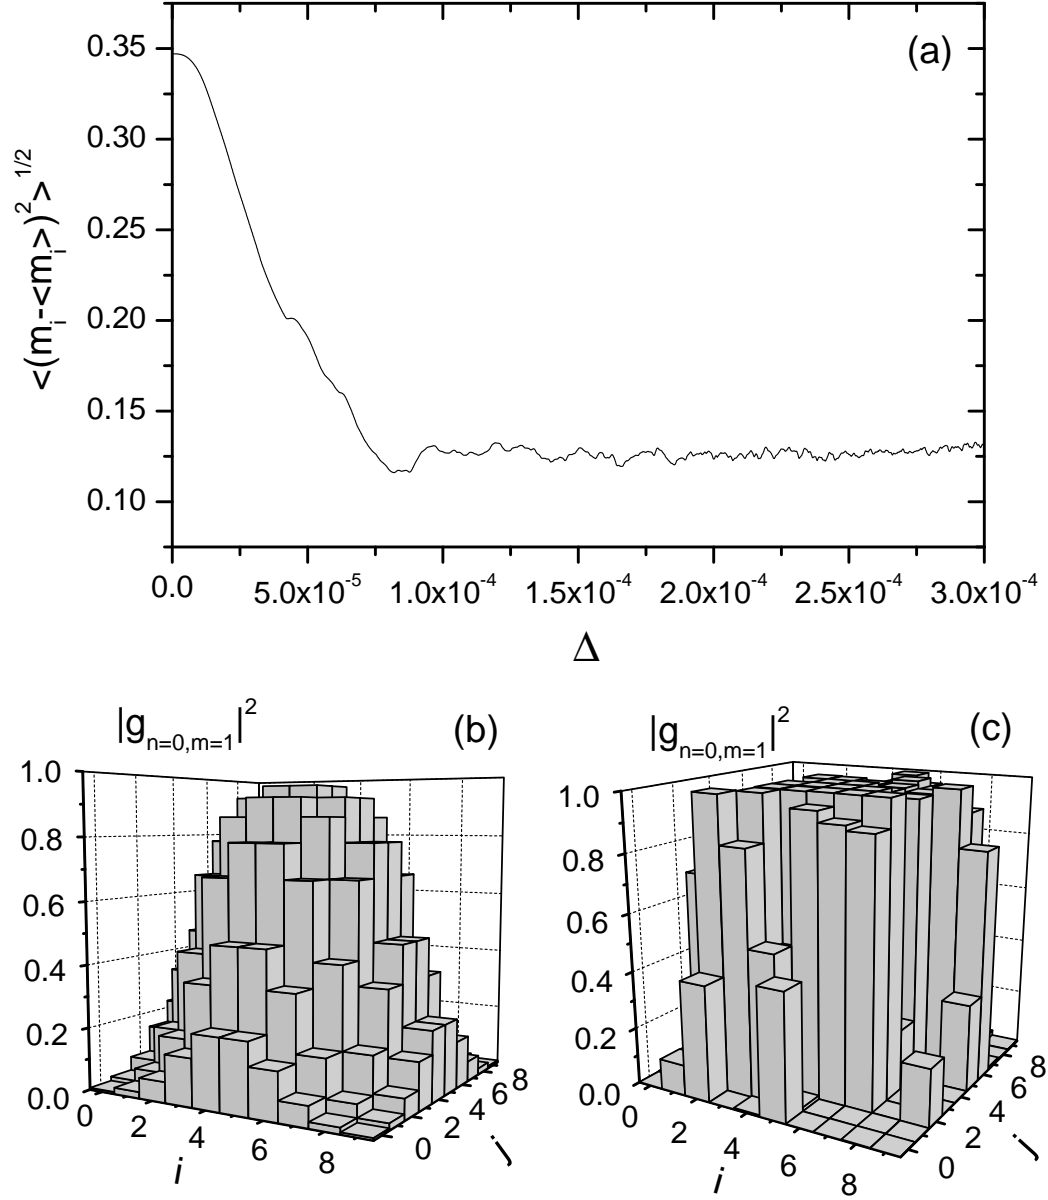 (a)
<(m_i-<m_i>)^2>^1/2
0.35
0.30
0.25
0.20
0.15
0.10
0.0 5.0x10^-5 1.0x10^-4 1.5x10^-4 2.0x10^-4 2.5x10^-4 3.0x10^-4
Δ
|g_n=0,m=1|^2 (b)
1.0
0.8
0.6
0.4
0.2
0.0
0 2 4 6 8
i
0 2 4 6 8
j
|g_n=0,m=1|^2 (c)
1.0
0.8
0.6
0.4
0.2
0.0
0 2 4 6 8
i
0 2 4 6 8
j